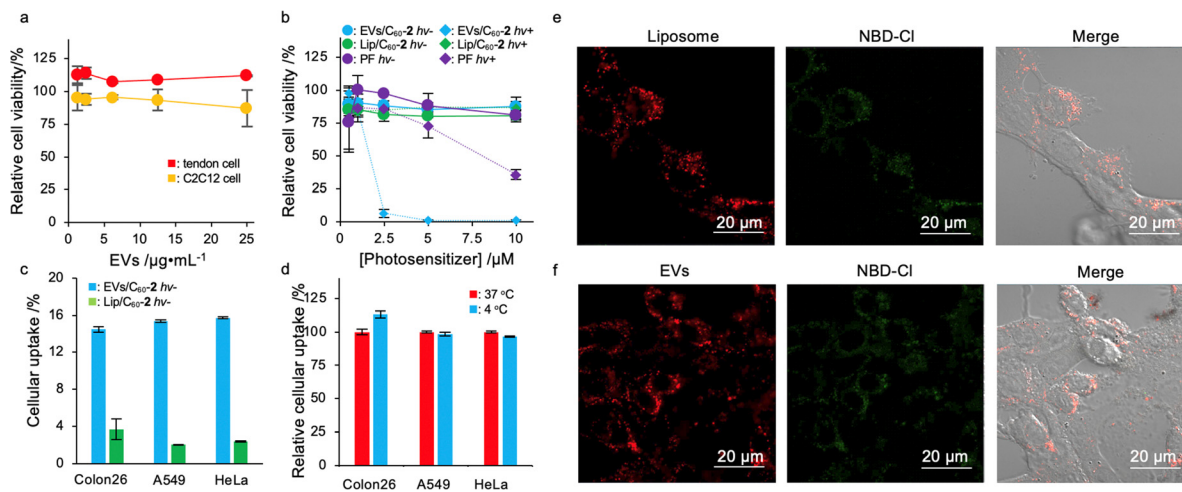 a
Relative cell viability/%
125
100
75
50
25
0
: tendon cell
: C2C12 cell
0
5
10
15
20
25
EVs /µg•mL⁻¹
b
: EVs/C₆₀-2 hv-
: EVs/C₆₀-2 hv+
: Lip/C₆₀-2 hv-
: Lip/C₆₀-2 hv+
: PF hv-
: PF hv+
Relative cell viability/%
125
100
75
50
25
0
0
2.5
5.0
10
[Photosensitizer] /µM
c
: EVs/C₆₀-2 hv-
: Lip/C₆₀-2 hv-
Cellular uptake /%
20
16
12
8
4
0
Colon26
A549
HeLa
d
: 37 °C
: 4 °C
Relative cellular uptake/%
125
100
75
50
125
0
Colon26
A549
HeLa
e
Liposome
NBD-Cl
Merge
20 µm
20 µm
20 µm
f
EVs
NBD-Cl
Merge
20 µm
20 µm
20 µm